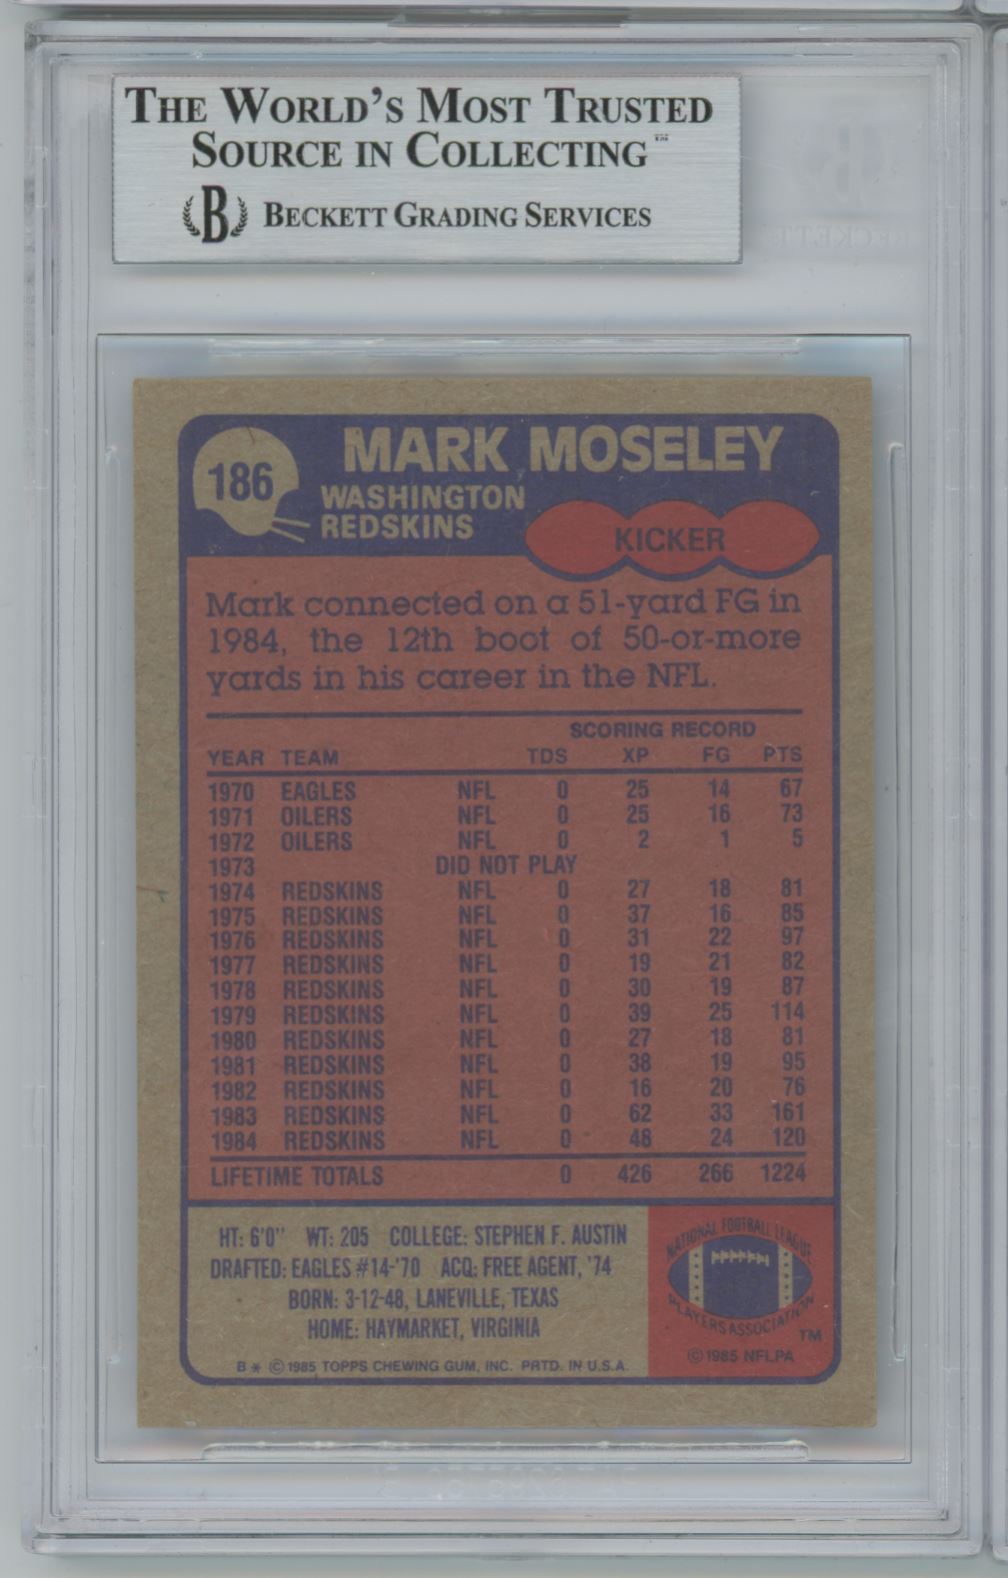 THE WORLD'S MOST TRUSTED
SOURCE IN COLLECTING™
B BECKETT GRADING SERVICES
186
MARK MOSELEY
WASHINGTON
REDSKINS
KICKER
Mark connected on a 51-yard FG in
1984, the 12th boot of 50-or-more
yards in his career in the NFL.
SCORING RECORD
YEAR TEAM TDS XP FG PTS
1970 EAGLES NFL 0 25 14 67
1971 OILERS NFL 0 25 16 73
1972 OILERS NFL 0 2 1 5
1973 DID NOT PLAY
1974 REDSKINS NFL 0 27 18 81
1975 REDSKINS NFL 0 37 16 85
1976 REDSKINS NFL 0 31 22 97
1977 REDSKINS NFL 0 19 21 82
1978 REDSKINS NFL 0 30 19 87
1979 REDSKINS NFL 0 39 25 114
1980 REDSKINS NFL 0 27 18 81
1981 REDSKINS NFL 0 38 19 95
1982 REDSKINS NFL 0 16 20 76
1983 REDSKINS NFL 0 62 33 161
1984 REDSKINS NFL 0 48 24 120
LIFETIME TOTALS 0 426 266 1224
HT: 6'0" WT: 205 COLLEGE: STEPHEN F. AUSTIN
DRAFTED: EAGLES #14-'70 ACQ: FREE AGENT, '74
BORN: 3-12-48, LANEVILLE, TEXAS
HOME: HAYMARKET, VIRGINIA
B * © 1985 TOPPS CHEWING GUM, INC. PRTD. IN U.S.A.
NATIONAL FOOTBALL LEAGUE
PLAYERS ASSOCIATION
TM
© 1985 NFLPA